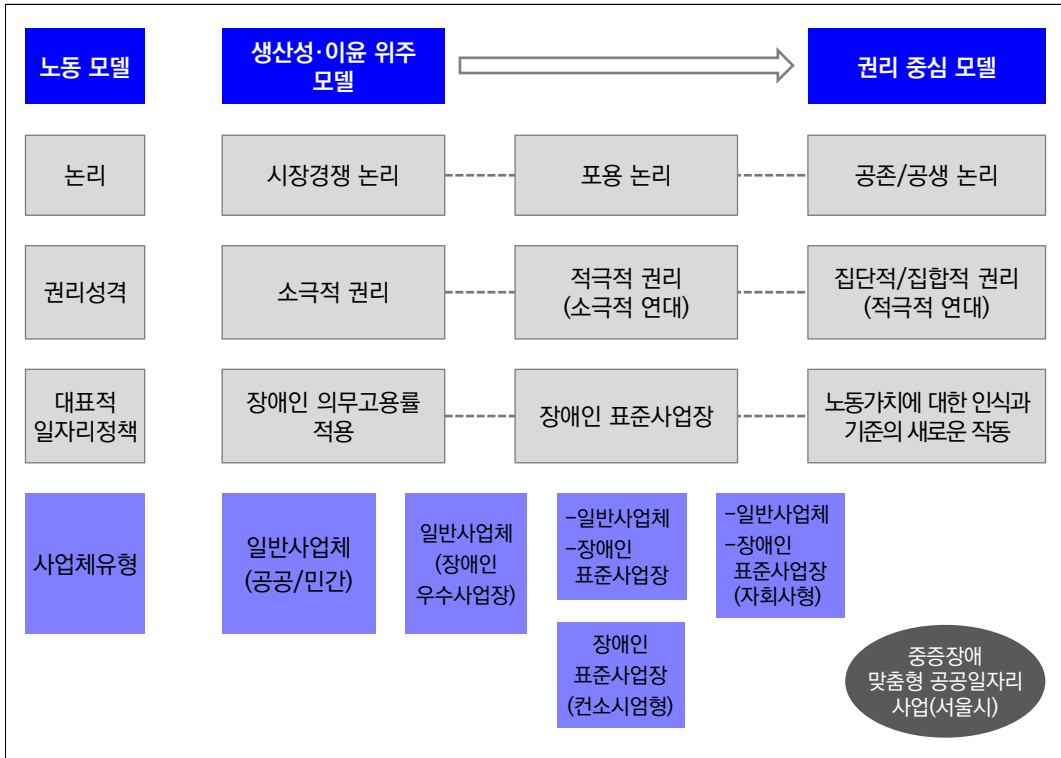 노동 모델
생산성·이윤 위주
모델
권리 중심 모델
논리
시장경쟁 논리
포용 논리
공존/공생 논리
권리성격
소극적 권리
적극적 권리
(소극적 연대)
집단적/집합적 권리
(적극적 연대)
대표적
일자리정책
장애인 의무고용률
적용
장애인 표준사업장
노동가치에 대한 인식과
기준의 새로운 작동
사업체유형
일반사업체
(공공/민간)
일반사업체
(장애인
우수사업장)
-일반사업체
-장애인
표준사업장
-일반사업체
-장애인
표준사업장
(자회사형)
장애인
표준사업장
(컨소시엄형)
중증장애
맞춤형 공공일자리
사업(서울시)